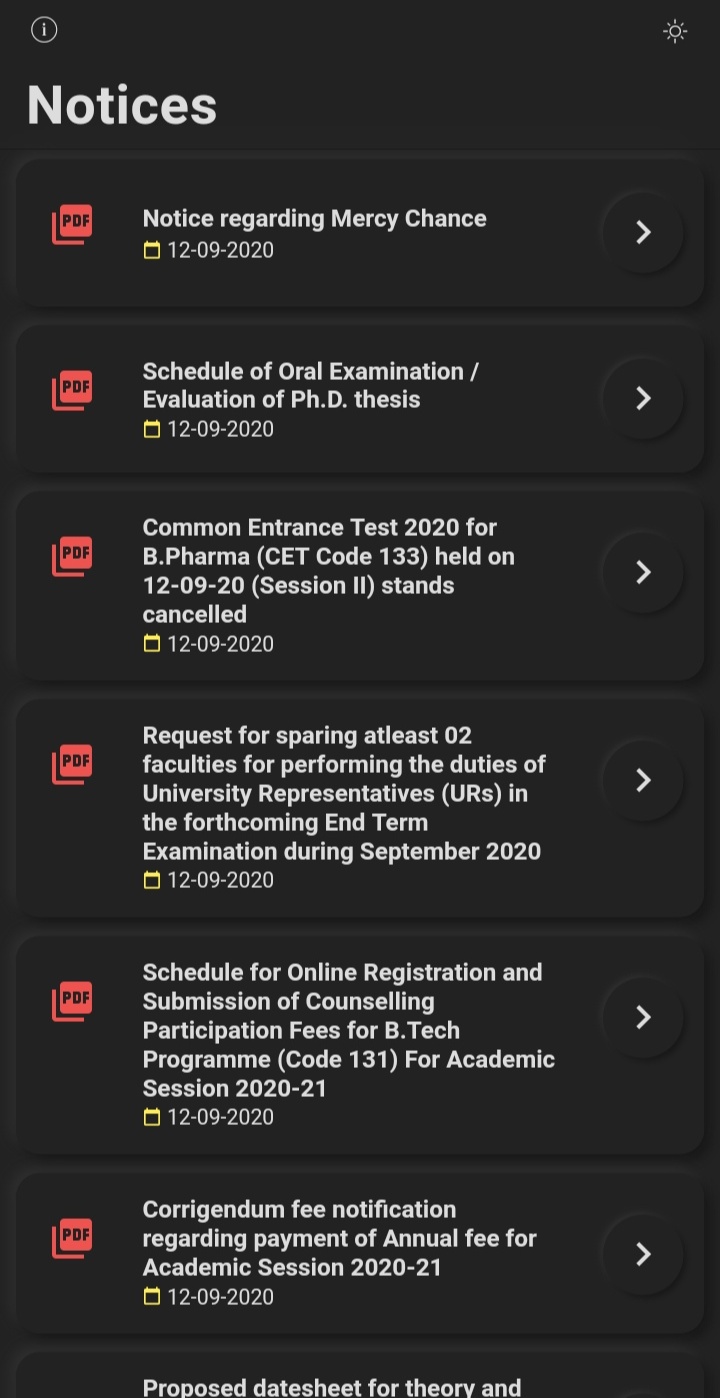 Notices
PDF
Notice regarding Mercy Chance
12-09-2020
PDF
Schedule of Oral Examination /
Evaluation of Ph.D. thesis
12-09-2020
PDF
Common Entrance Test 2020 for
B.Pharma (CET Code 133) held on
12-09-20 (Session II) stands
cancelled
12-09-2020
PDF
Request for sparing atleast 02
faculties for performing the duties of
University Representatives (URs) in
the forthcoming End Term
Examination during September 2020
12-09-2020
PDF
Schedule for Online Registration and
Submission of Counselling
Participation Fees for B.Tech
Programme (Code 131) For Academic
Session 2020-21
12-09-2020
PDF
Corrigendum fee notification
regarding payment of Annual fee for
Academic Session 2020-21
12-09-2020
Proposed datesheet for theory and